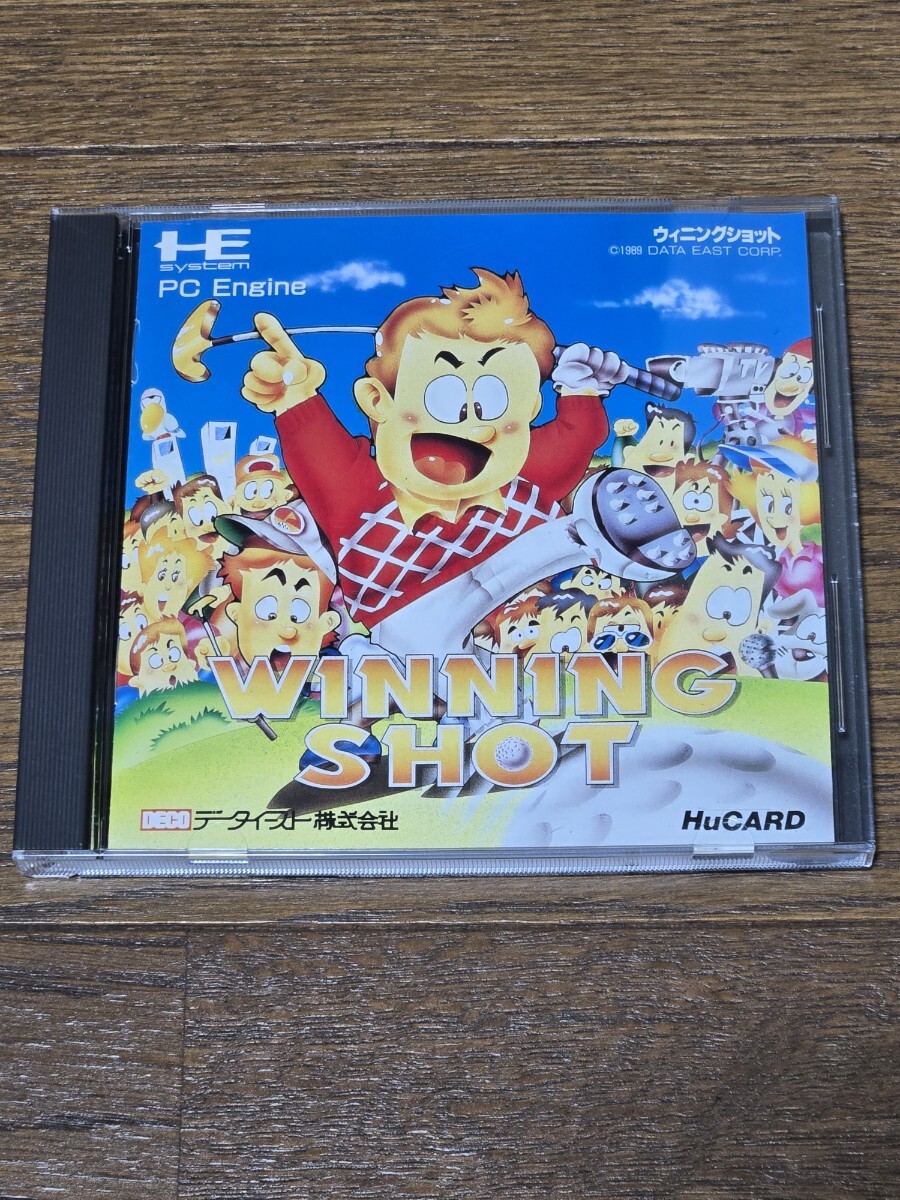 HE
system
PC Engine
ウィニングショット
©1989 DATA EAST CORP.
WINNING
SHOT
DECO データイースト株式会社
HuCARD